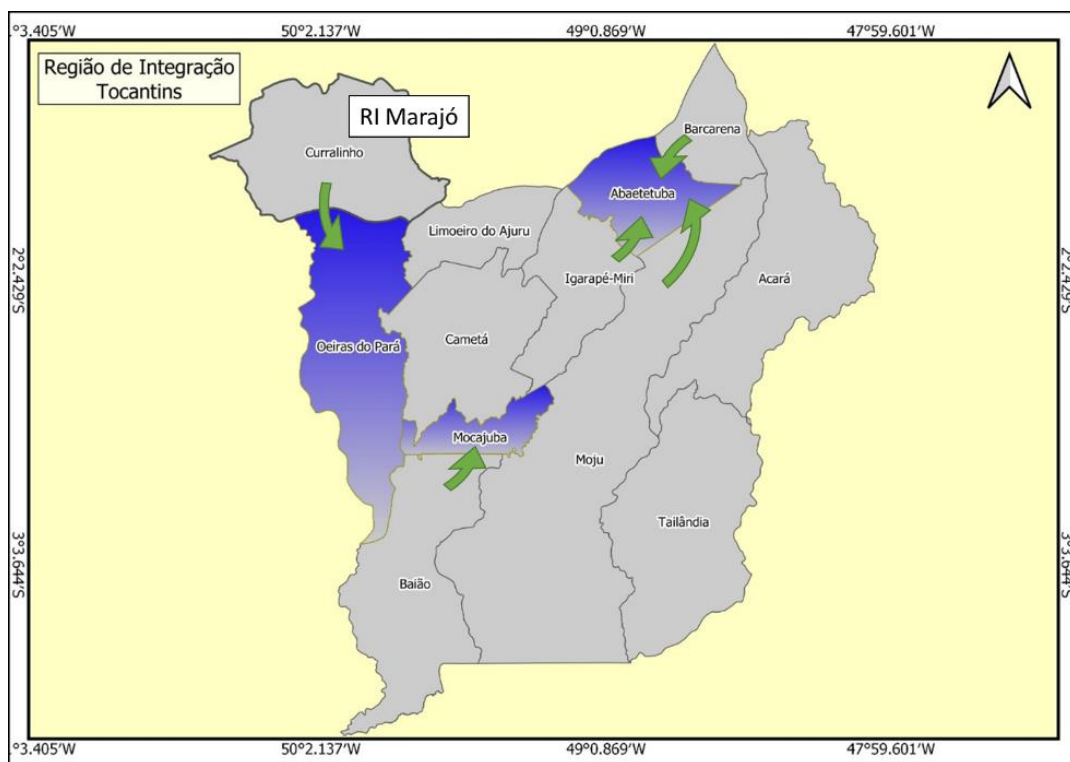 1°3.405'W 50°2.137'W 49°0.869'W 47°59.601'W
Região de Integração
Tocantins
RI Marajó
Barcarena
Curralinho
Abaetetuba
Limoeiro do Ajuru
Igarapé-Miri
Acará
2°2.429'S
2°2.429'S
Oeiras do Pará
Cametá
Mocajuba
Moju
Tailândia
Baião
3°3.644'S
3°3.644'S
1°3.405'W 50°2.137'W 49°0.869'W 47°59.601'W